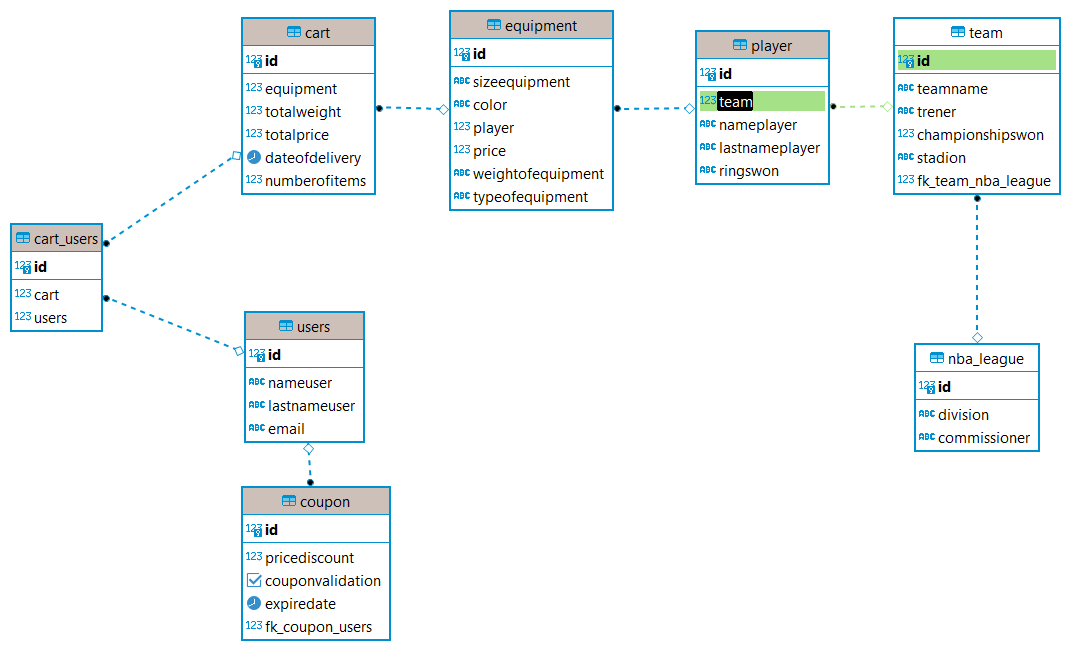 cart
123 id
123 equipment
123 totalweight
123 totalprice
dateofdelivery
123 numberofitems
equipment
123 id
ABC sizeequipment
ABC color
123 player
123 price
ABC weightofequipment
ABC typeofequipment
player
123 id
123 team
ABC nameplayer
ABC lastnameplayer
ABC ringswon
team
123 id
ABC teamname
ABC trener
123 championshipswon
ABC stadion
123 fk_team_nba_league
cart_users
123 id
123 cart
123 users
users
123 id
ABC nameuser
ABC lastnameuser
ABC email
nba_league
123 id
ABC division
ABC commissioner
coupon
123 id
123 pricediscount
couponvalidation
expiredate
123 fk_coupon_users